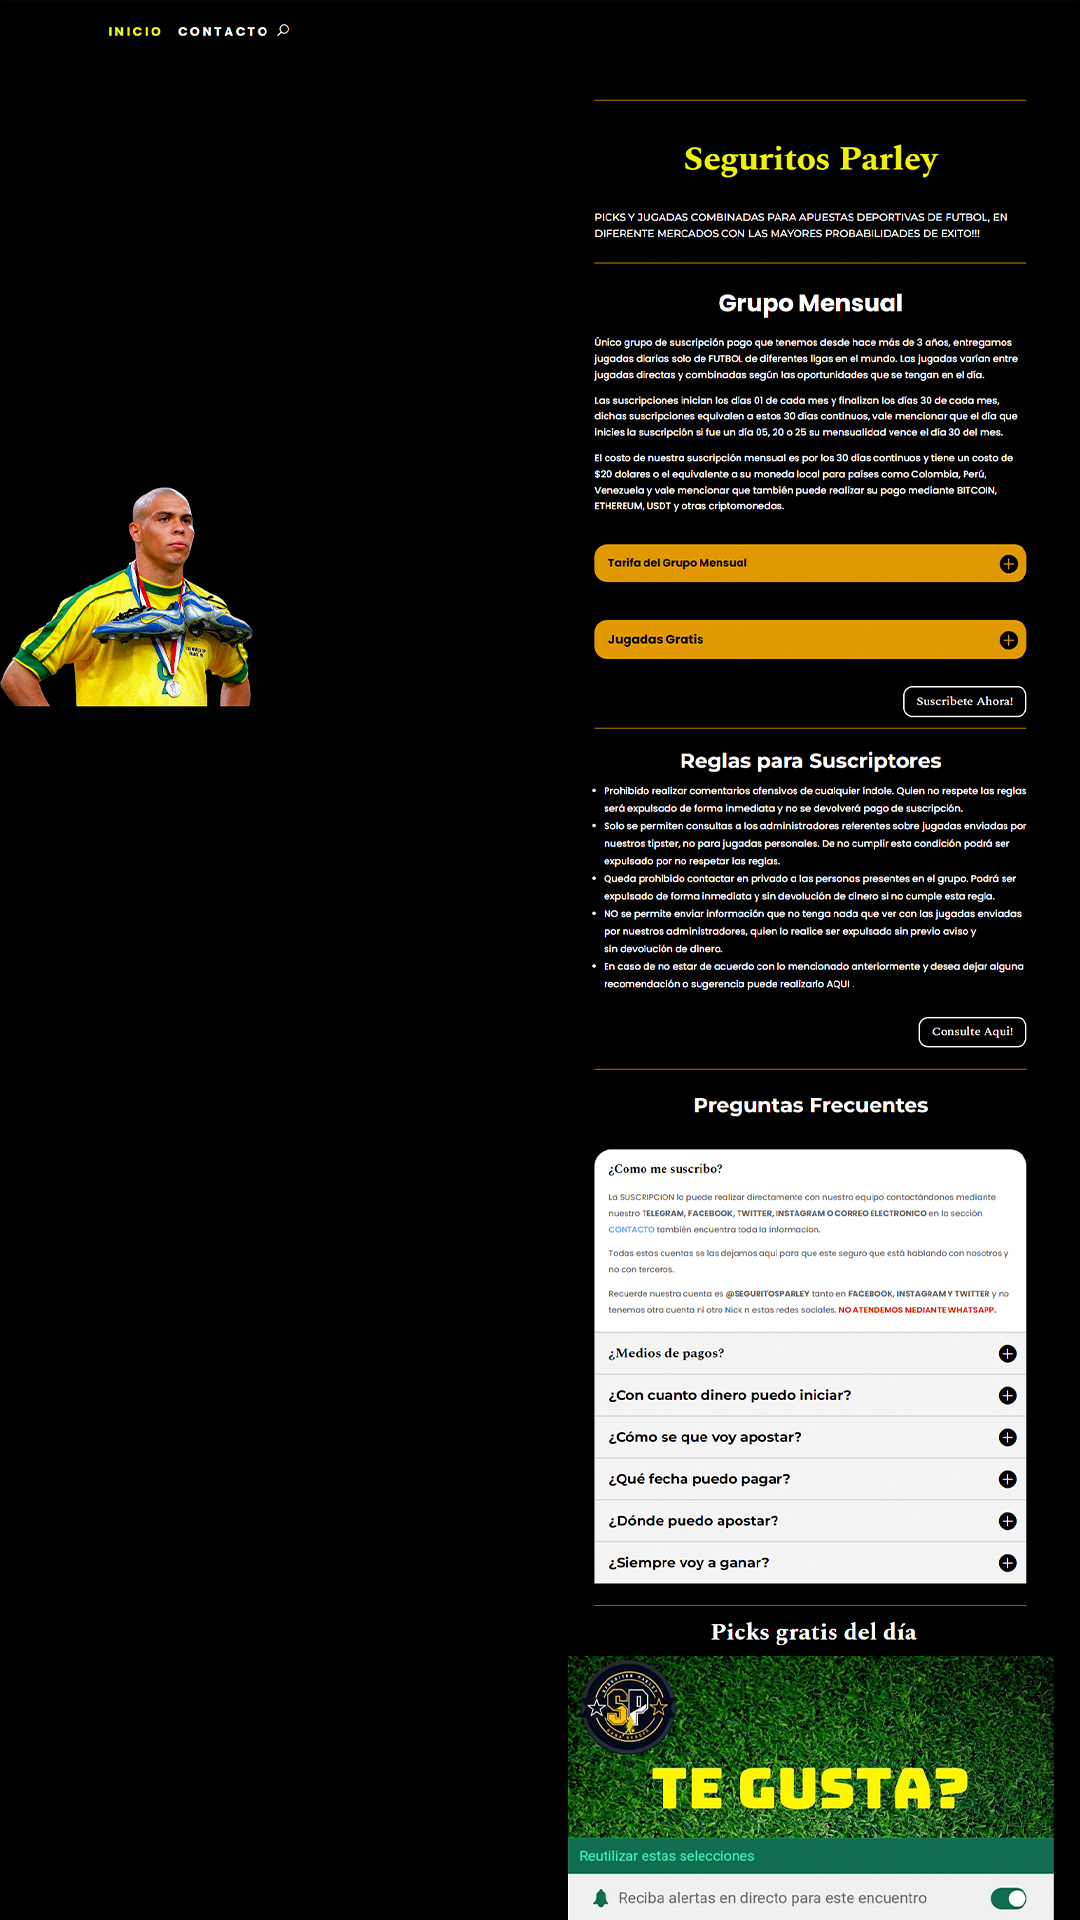 INICIO CONTACTO
Seguritos Parley
PICKS Y JUGADAS COMBINADAS PARA APUESTAS DEPORTIVAS DE FUTBOL, EN
DIFERENTE MERCADOS CON LAS MAYORES PROBABILIDADES DE EXITO!!!
Grupo Mensual
Único grupo de suscripción pago que tenemos desde hace más de 3 años, entregamos
jugadas diarias solo de FUTBOL de diferentes ligas en el mundo. Las jugadas varían entre
jugadas directas y combinadas según las oportunidades que se tengan en el día.
Las suscripciones inician los días 01 de cada mes y finalizan los días 30 de cada mes,
dichas suscripciones equivalen a estos 30 días continuos, vale mencionar que el día que
inicies la suscripción si fue un día 05, 20 o 25 su mensualidad vence el día 30 del mes.
El costo de nuestra suscripción mensual es por los 30 días continuos y tiene un costo de
$20 dolares o el equivalente a su moneda local para países como Colombia, Perú,
Venezuela y vale mencionar que también puede realizar su pago mediante BITCOIN,
ETHEREUM, USDT y otras criptomonedas.
Tarifa del Grupo Mensual
Jugadas Gratis
Suscribete Ahora!
Reglas para Suscriptores
• Prohibido realizar comentarios ofensivos de cualquier índole. Quien no respete las reglas
será expulsado de forma inmediata y no se devolverá pago de suscripción.
• Solo se permiten consultas a los administradores referentes sobre jugadas enviadas por
nuestros tipster, no para jugadas personales. De no cumplir esta condición podrá ser
expulsado por no respetar las reglas.
• Queda prohibido contactar en privado a las personas presentes en el grupo. Podrá ser
expulsado de forma inmediata y sin devolución de dinero si no cumple esta regla.
• NO se permite enviar información que no tenga nada que ver con las jugadas enviadas
por nuestros administradores, quien lo realice ser expulsado sin previo aviso y
sin devolución de dinero.
• En caso de no estar de acuerdo con lo mencionado anteriormente y desea dejar alguna
recomendación o sugerencia puede realizarlo AQUI .
Consulte Aqui!
Preguntas Frecuentes
¿Como me suscribo?
La SUSCRIPCION la puede realizar directamente con nuestro equipo contactándonos mediante
nuestro TELEGRAM, FACEBOOK, TWITTER, INSTAGRAM O CORREO ELECTRONICO en la sección
CONTACTO también encuentra toda la informacion.
Todas estas cuentas se las dejamos aqui para que este seguro que está hablando con nosotros y
no con terceros.
Recuerde nuestra cuenta es @SEGURITOSPARLEY tanto en FACEBOOK, INSTAGRAM Y TWITTER y no
tenemos otra cuenta ni otro Nick n estas redes sociales. NO ATENDEMOS MEDIANTE WHATSAPP.
¿Medios de pagos?
¿Con cuanto dinero puedo iniciar?
¿Cómo se que voy apostar?
¿Qué fecha puedo pagar?
¿Dónde puedo apostar?
¿Siempre voy a ganar?
Picks gratis del día
SP
TE GUSTA?
Reutilizar estas selecciones
Reciba alertas en directo para este encuentro